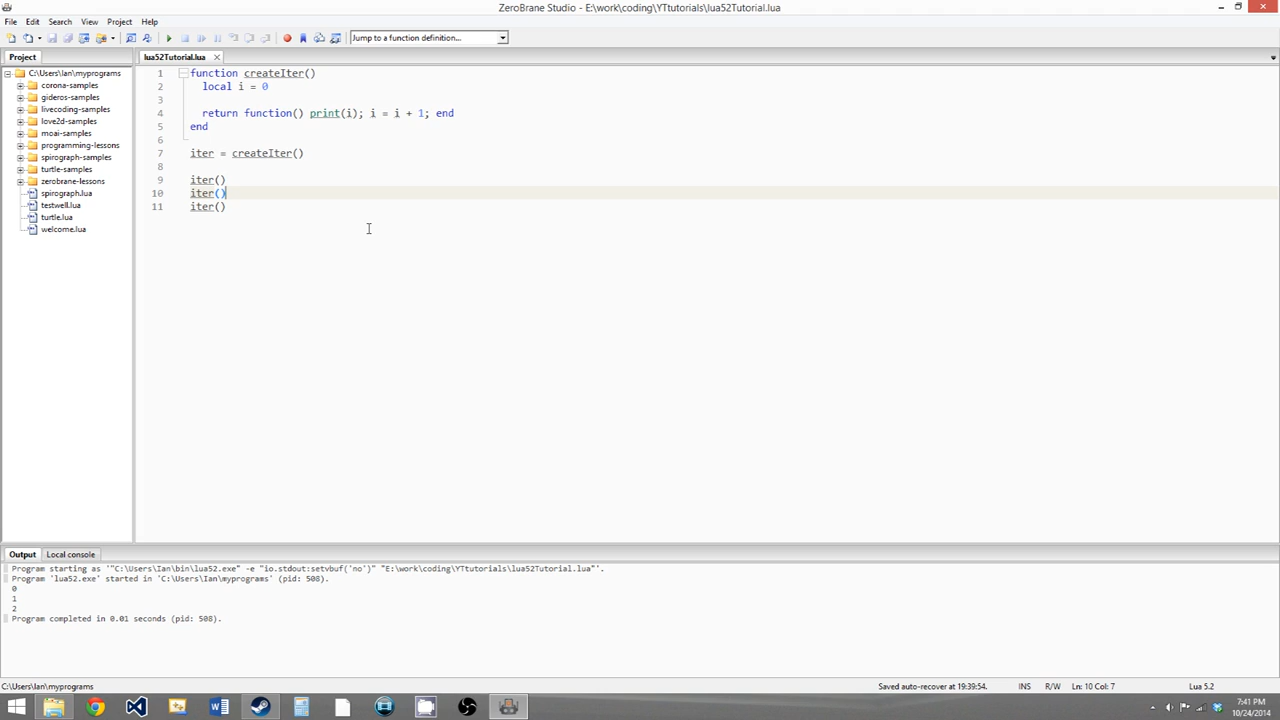 ZeroBrane Studio - E:\work\coding\YTtutorials\lua52Tutorial.lua
File Edit Search View Project Help
Jump to a function definition...
Project
lua52Tutorial.lua
C:\Users\Ian\myprograms
corona-samples
gideros-samples
livecoding-samples
love2d-samples
moai-samples
programming-lessons
spirograph-samples
turtle-samples
zerobrane-lessons
spirograph.lua
testwell.lua
turtle.lua
welcome.lua
1 function createIter()
2 local i = 0
3
4 return function() print(i); i = i + 1; end
5 end
6
7 iter = createIter()
8
9 iter()
10 iter()
11 iter()
Output Local console
Program starting as '"C:\Users\Ian\bin\lua52.exe" -e "io.stdout:setvbuf('no')" "E:\work\coding\YTtutorials\lua52Tutorial.lua"'.
Program 'lua52.exe' started in 'C:\Users\Ian\myprograms' (pid: 508).
0
1
2
Program completed in 0.01 seconds (pid: 508).
C:\Users\Ian\myprograms Saved auto-recover at 19:39:54. INS R/W Ln: 10 Col: 7 Lua 5.2
7:41 PM
10/24/2014